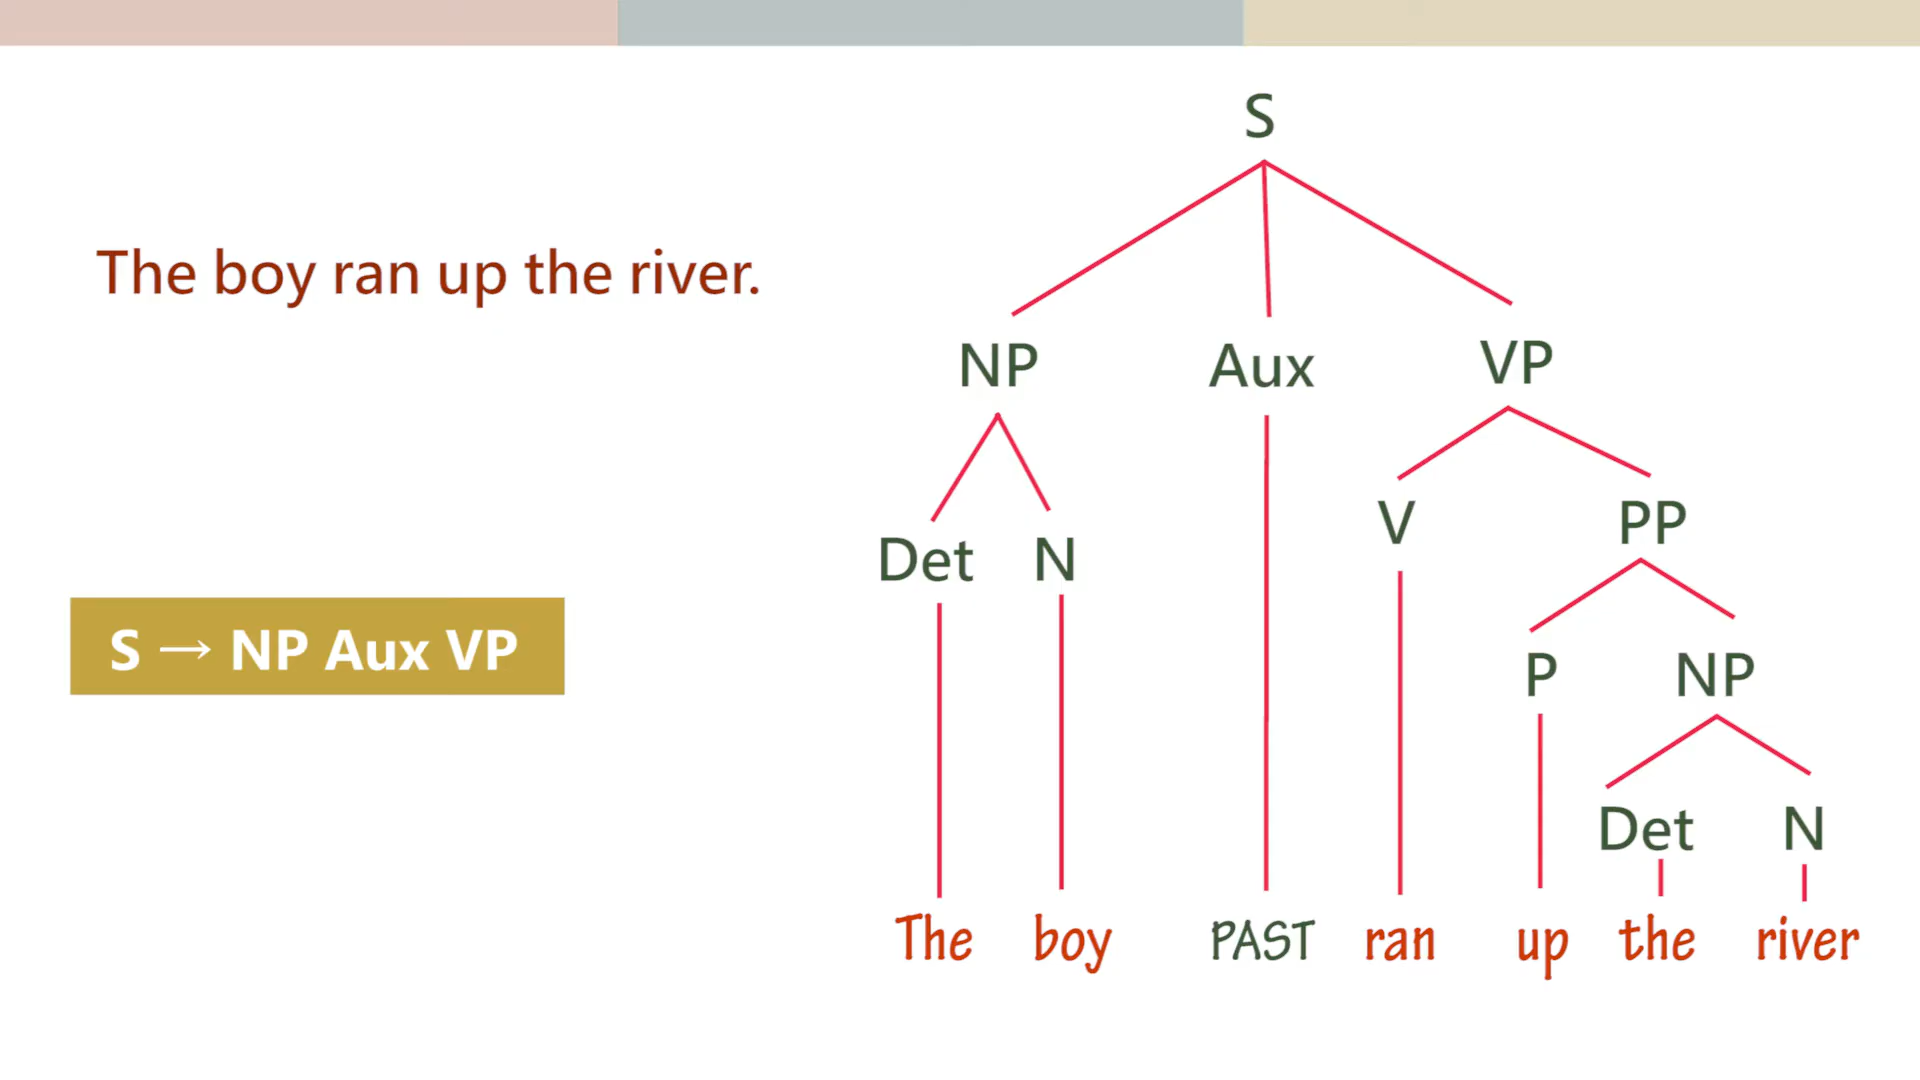 S
The boy ran up the river.
NP Aux VP
V PP
Det N
S → NP Aux VP
P NP
Det N
The boy PAST ran up the river